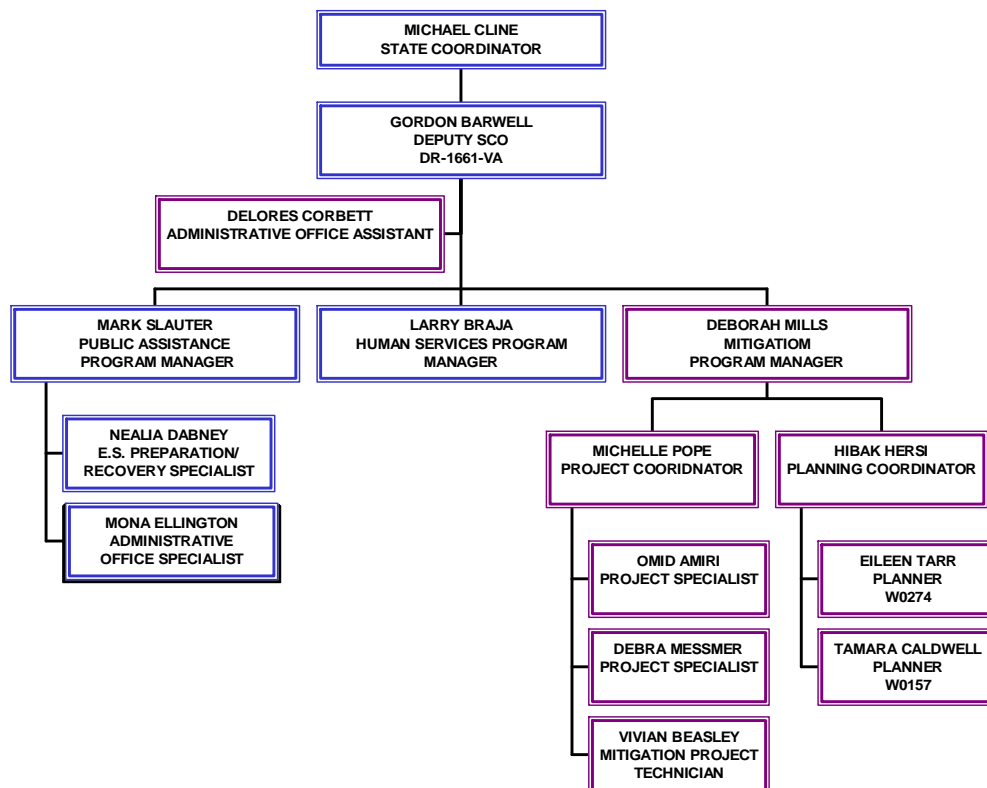 MICHAEL CLINE
STATE COORDINATOR
GORDON BARWELL
DEPUTY SCO
DR-1661-VA
DELORES CORBETT
ADMINISTRATIVE OFFICE ASSISTANT
MARK SLAUTER
PUBLIC ASSISTANCE
PROGRAM MANAGER
LARRY BRAJA
HUMAN SERVICES PROGRAM
MANAGER
DEBORAH MILLS
MITIGATIOM
PROGRAM MANAGER
NEALIA DABNEY
E.S. PREPARATION/
RECOVERY SPECIALIST
MONA ELLINGTON
ADMINISTRATIVE
OFFICE SPECIALIST
MICHELLE POPE
PROJECT COORIDNATOR
HIBAK HERSI
PLANNING COORDINATOR
OMID AMIRI
PROJECT SPECIALIST
DEBRA MESSMER
PROJECT SPECIALIST
VIVIAN BEASLEY
MITIGATION PROJECT
TECHNICIAN
EILEEN TARR
PLANNER
W0274
TAMARA CALDWELL
PLANNER
W0157